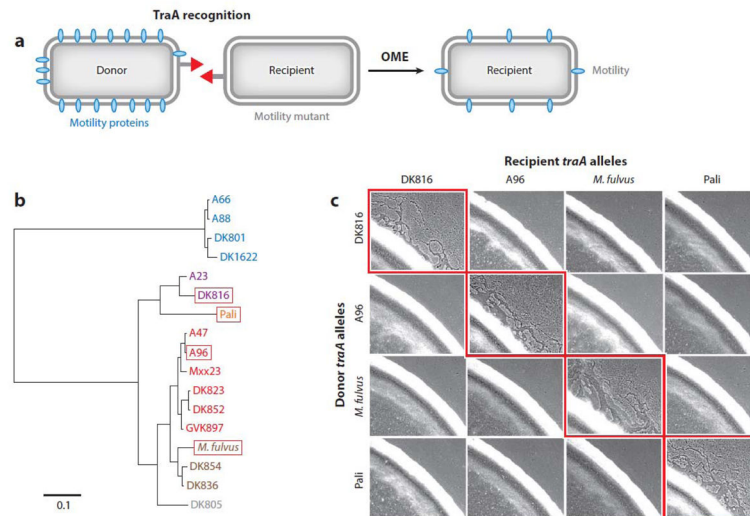 TraA recognition
a
Donor
Recipient
OME
Recipient
Motility
Motility proteins
Motility mutant
b
A66
A88
DK801
DK1622
A23
DK816
Pali
A47
A96
Mxx23
DK823
DK852
GVK897
M. fulvus
DK854
DK836
DK805
0.1
c
Recipient traA alleles
DK816 A96 M. fulvus Pali
Donor traA alleles
DK816
A96
M. fulvus
Pali